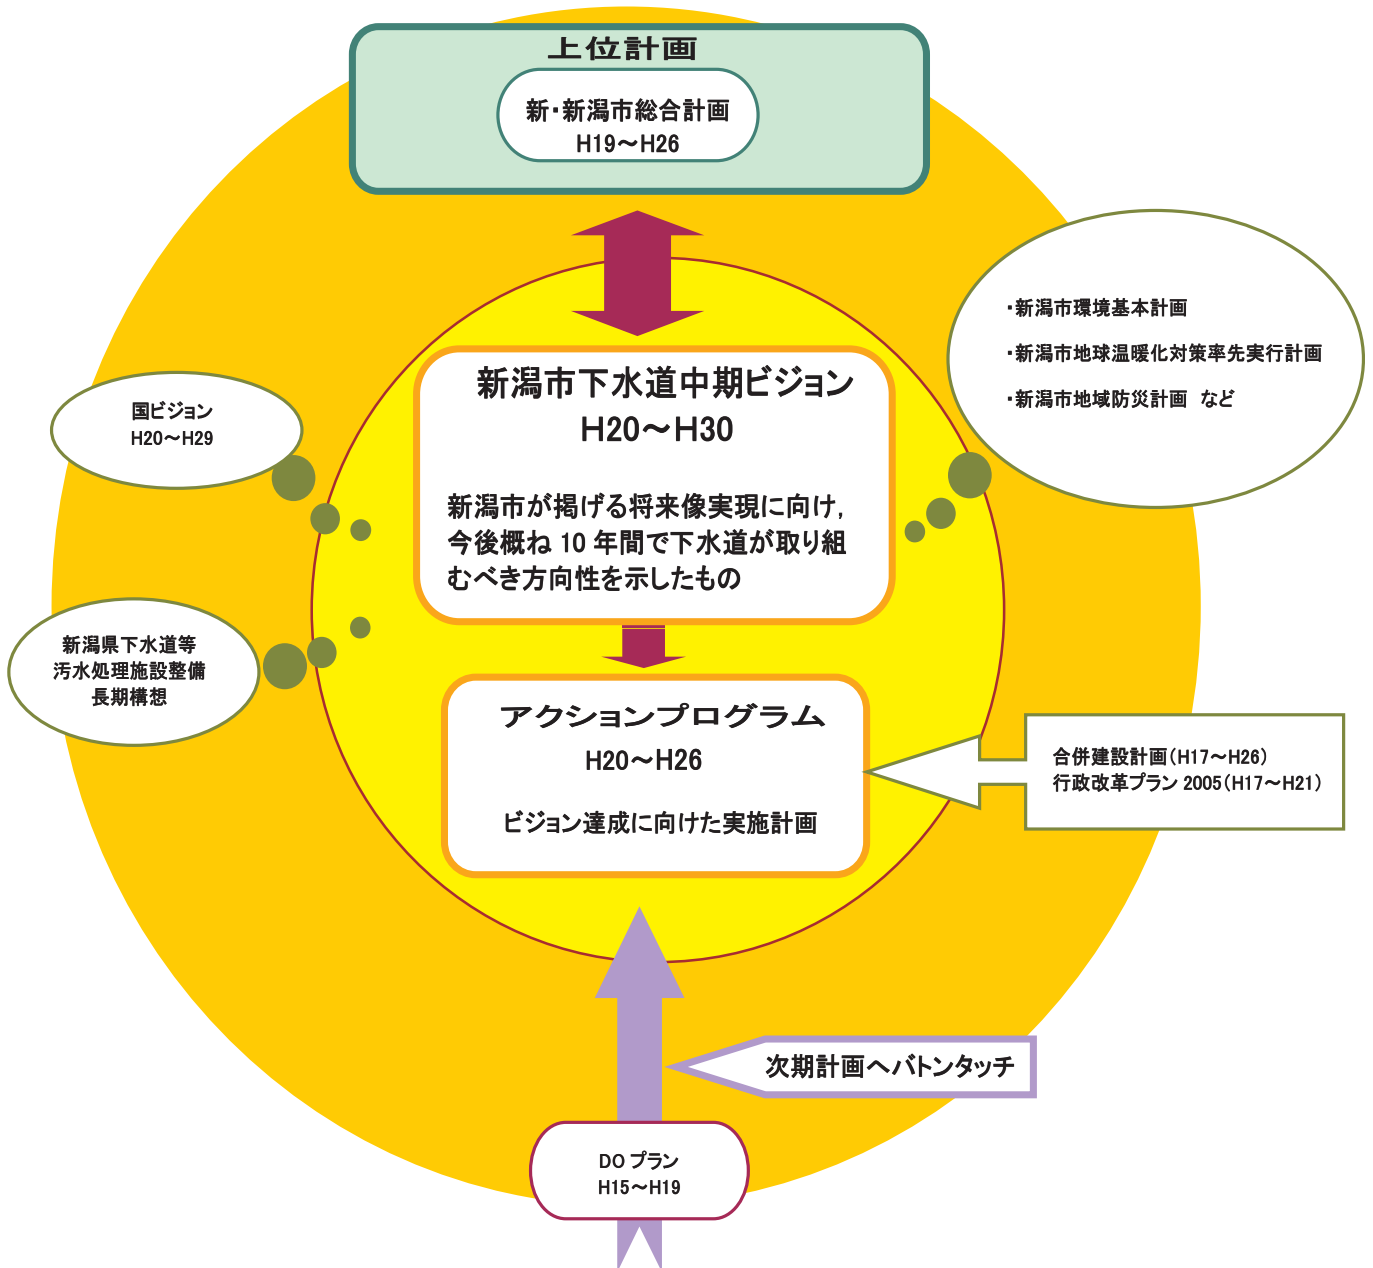 上位計画
新・新潟市総合計画
H19～H26
・新潟市環境基本計画
・新潟市地球温暖化対策率先実行計画
・新潟市地域防災計画　など
国ビジョン
H20～H29
新潟市下水道中期ビジョン
H20～H30
新潟市が掲げる将来像実現に向け,
今後概ね 10 年間で下水道が取り組
むべき方向性を示したもの
新潟県下水道等
汚水処理施設整備
長期構想
アクションプログラム
H20～H26
ビジョン達成に向けた実施計画
合併建設計画（H17～H26）
行政改革プラン 2005（H17～H21）
次期計画へバトンタッチ
DO プラン
H15～H19